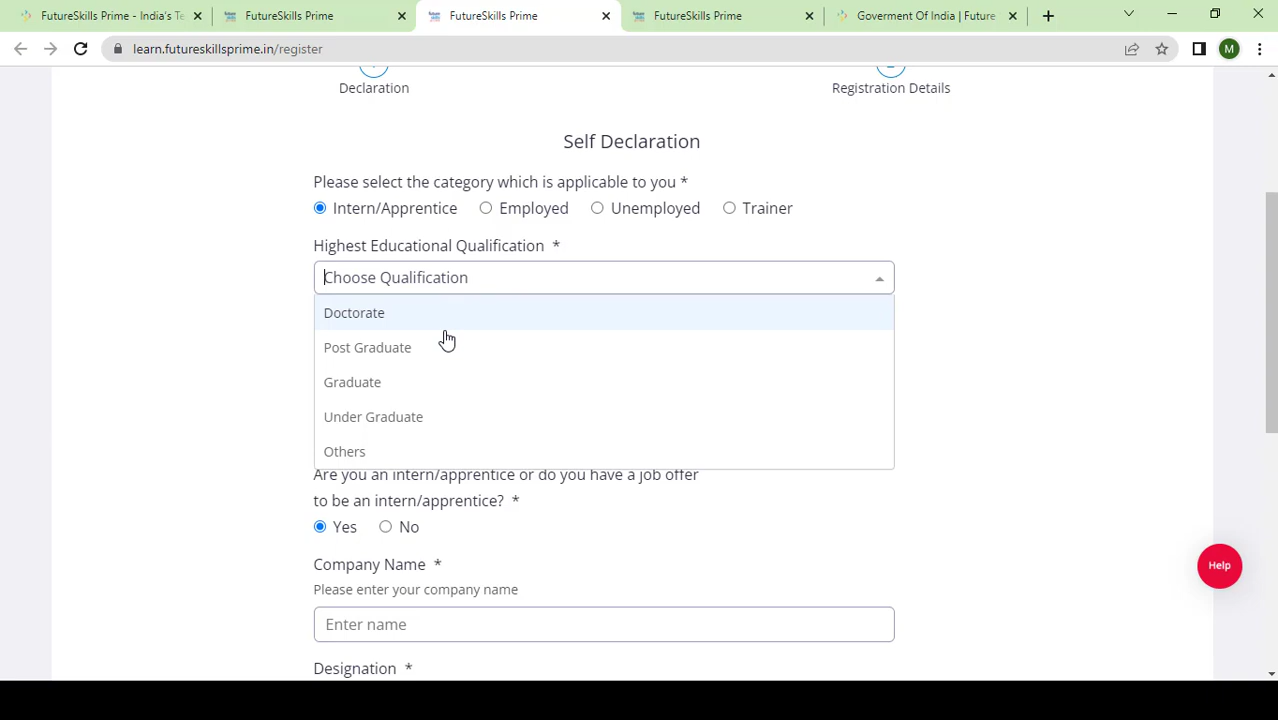 FutureSkills Prime - India's Te
FutureSkills Prime
FutureSkills Prime
FutureSkills Prime
Goverment Of India | Future
learn.futureskillsprime.in/register
M
Declaration
Registration Details
Self Declaration
Please select the category which is applicable to you *
Intern/Apprentice Employed Unemployed Trainer
Highest Educational Qualification *
Choose Qualification
Doctorate
Post Graduate
Graduate
Under Graduate
Others
Are you an intern/apprentice or do you have a job offer
to be an intern/apprentice? *
Yes No
Company Name *
Please enter your company name
Help
Enter name
Designation *